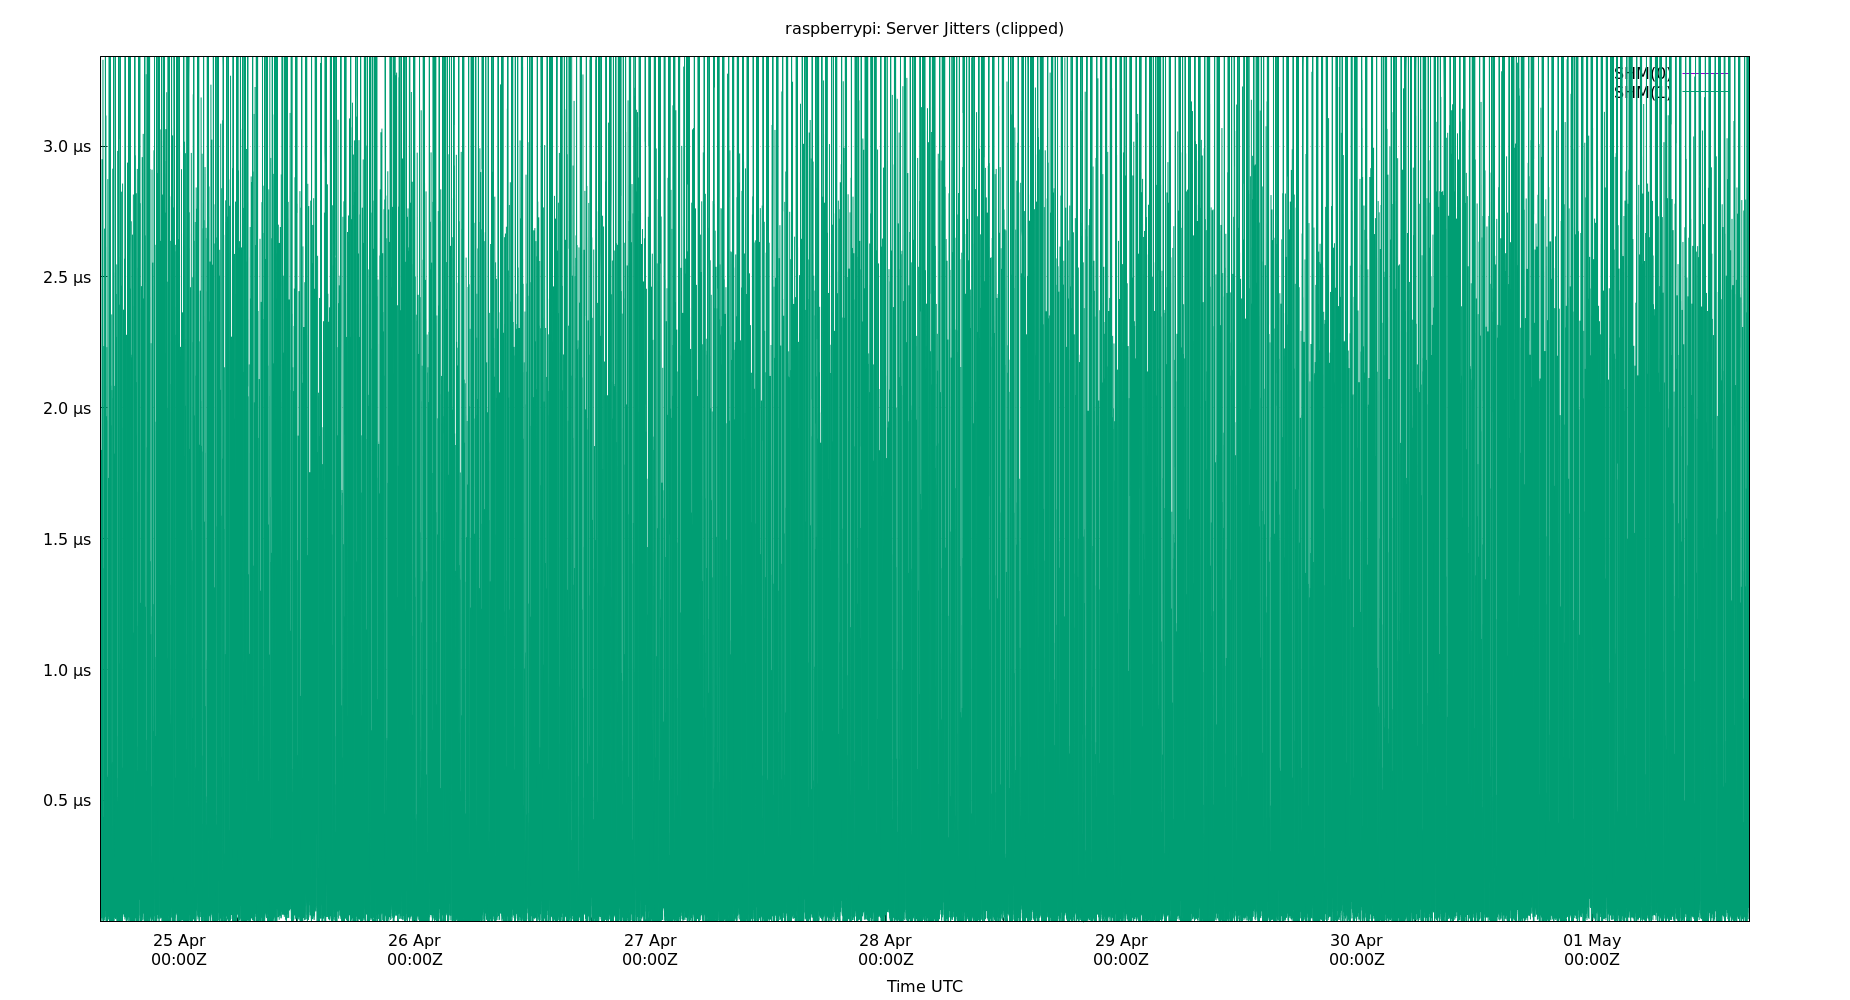 raspberrypi: Server Jitters (clipped)
SHM(0)
SHM(1)
3.0 µs
2.5 µs
2.0 µs
1.5 µs
1.0 µs
0.5 µs
25 Apr
00:00Z
26 Apr
00:00Z
27 Apr
00:00Z
28 Apr
00:00Z
29 Apr
00:00Z
30 Apr
00:00Z
01 May
00:00Z
Time UTC